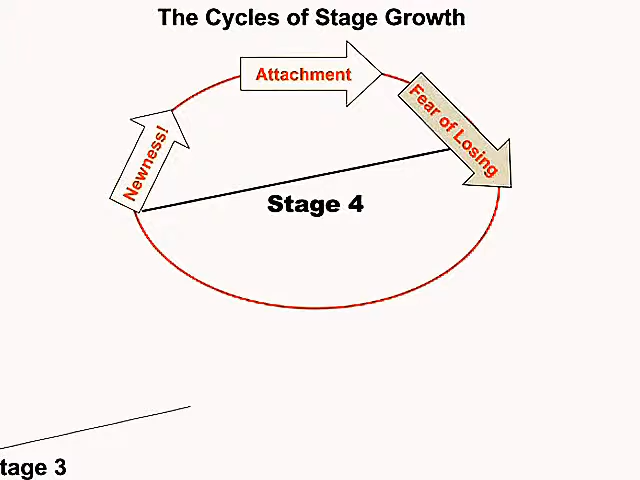 The Cycles of Stage Growth
Attachment
Fear of Losing
Newness!
Stage 4
tage 3